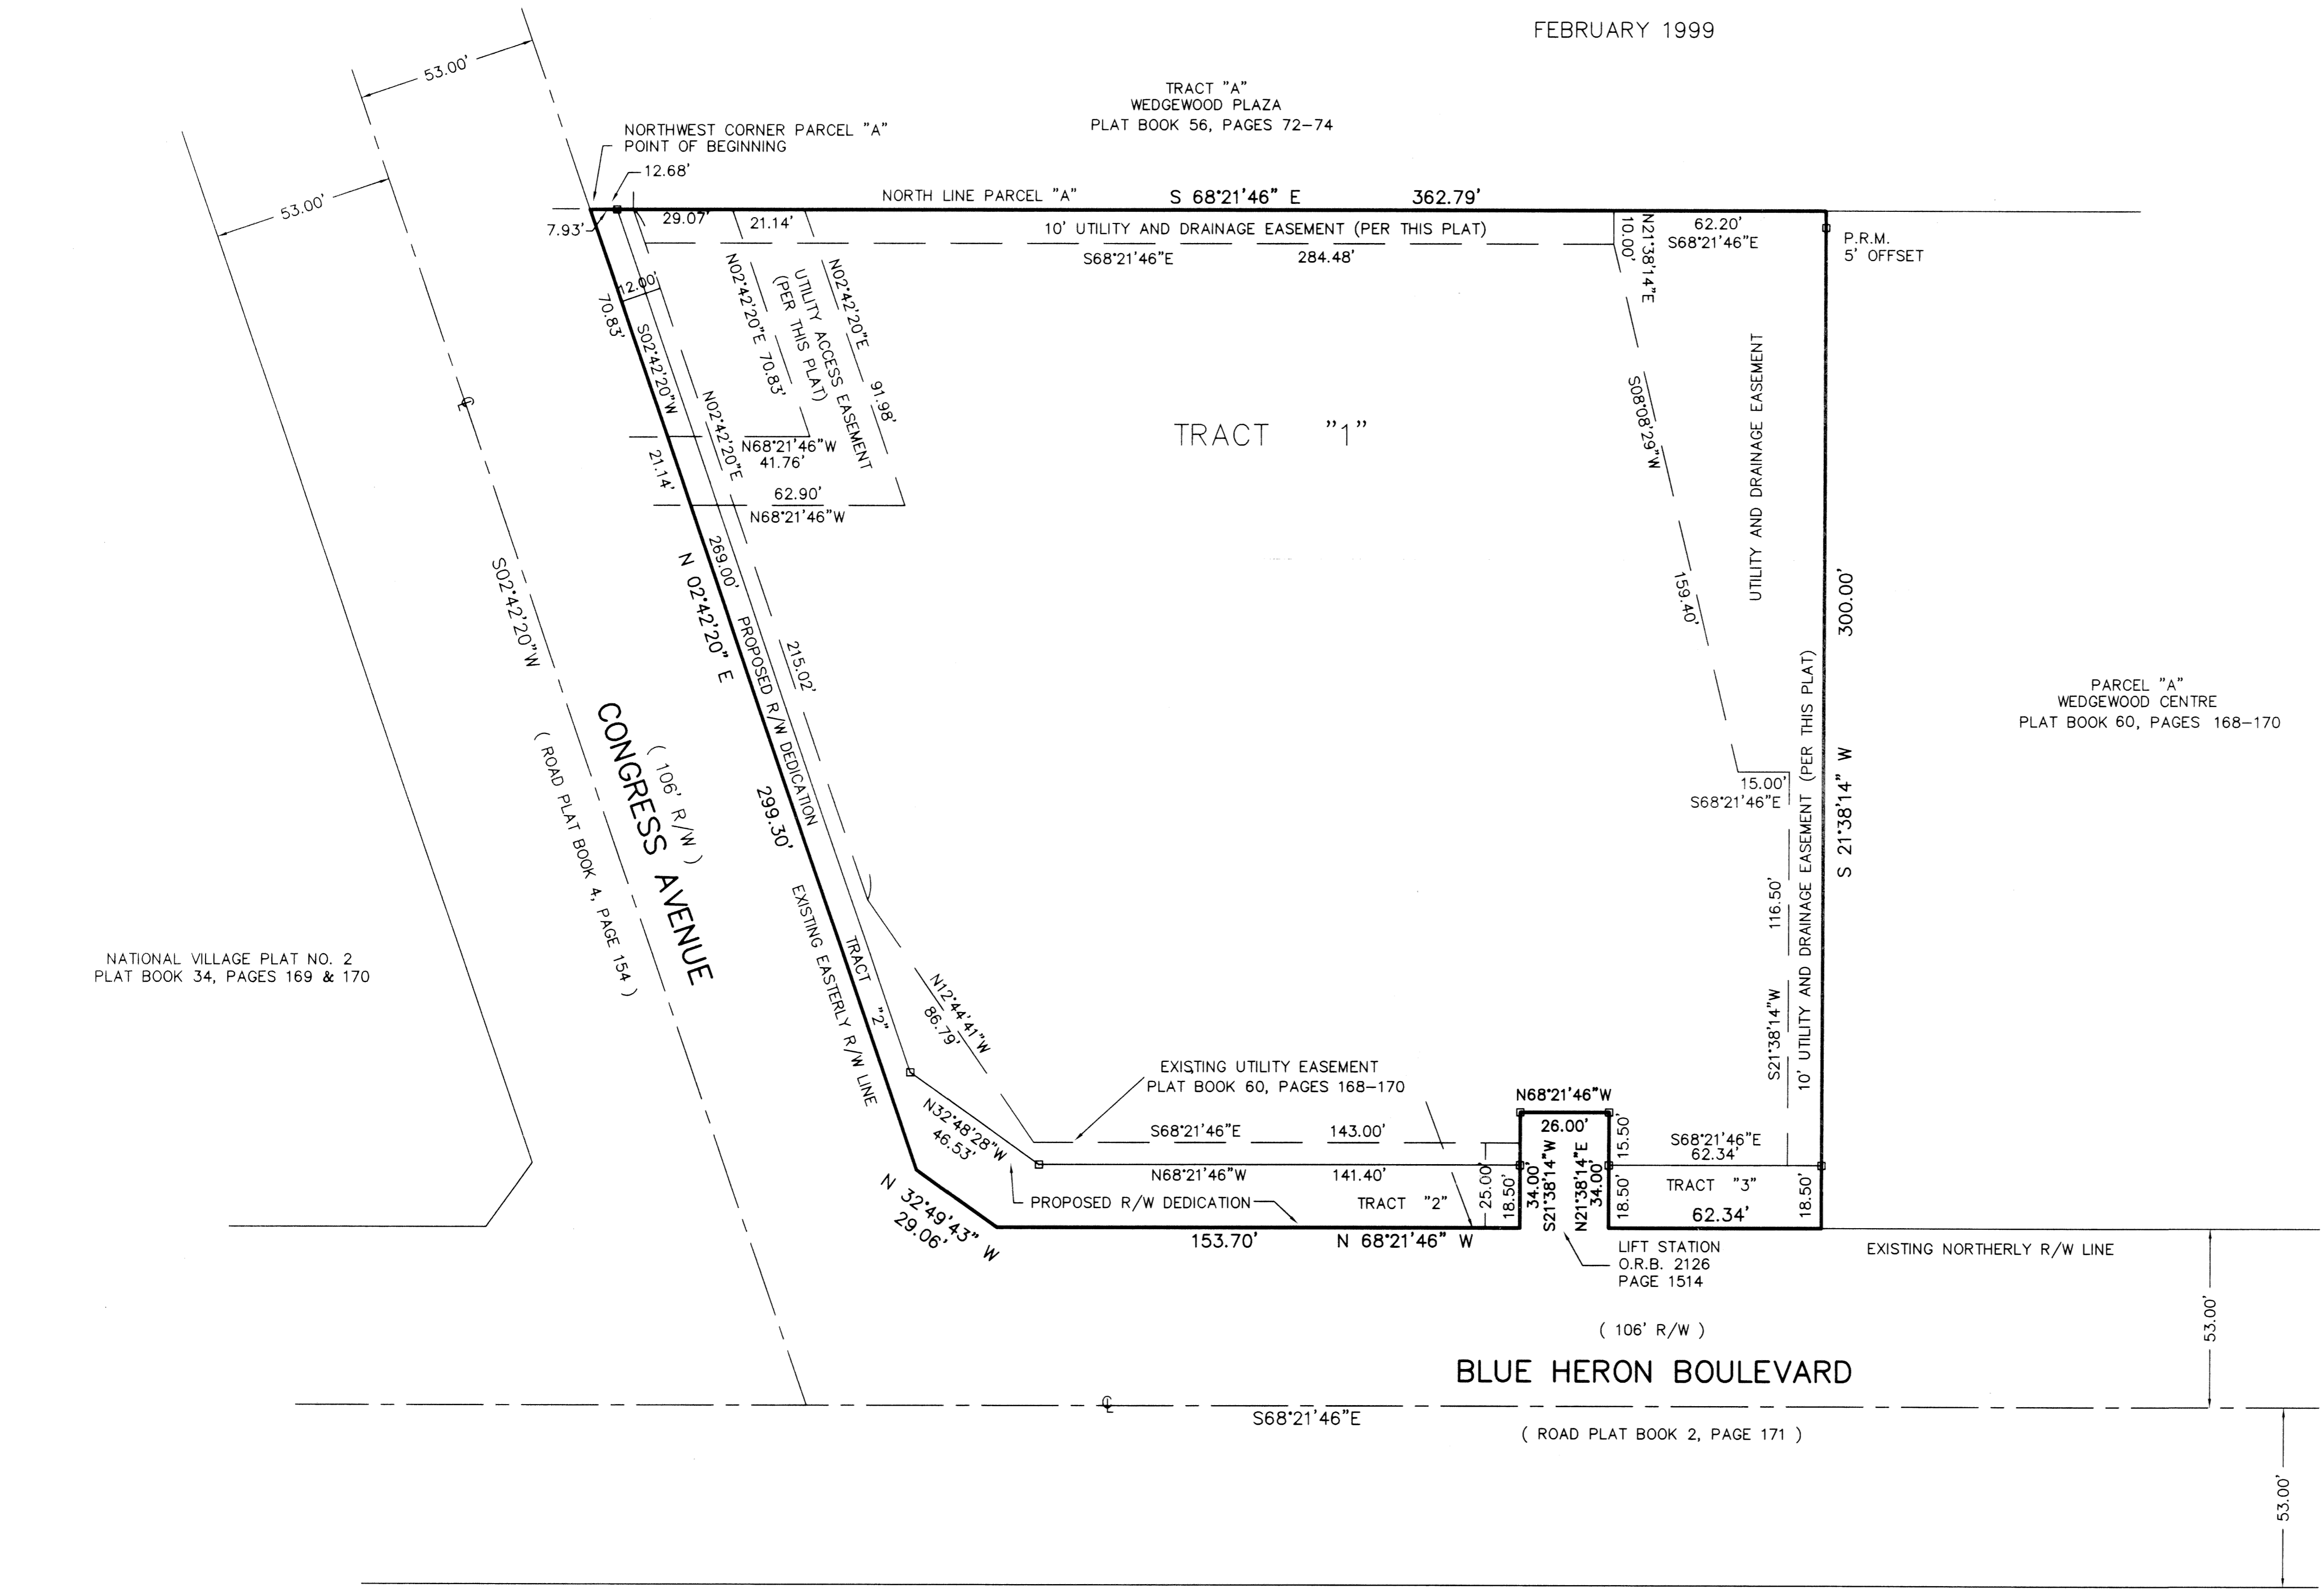 FEBRUARY 1999
53.00'
53.00'
TRACT "A"
WEDGEWOOD PLAZA
PLAT BOOK 56, PAGES 72-74
NORTHWEST CORNER PARCEL "A"
POINT OF BEGINNING
12.68'
7.93'
NORTH LINE PARCEL "A" S 68°21'46" E 362.79'
29.07'
21.14'
10' UTILITY AND DRAINAGE EASEMENT (PER THIS PLAT)
S68°21'46"E 284.48'
10.00'
N21°38'14"E
62.20'
S68°21'46"E
P.R.M.
5' OFFSET
12.00'
70.83'
S02°42'20"W
N02°42'20"E 70.83'
UTILITY ACCESS EASEMENT
(PER THIS PLAT)
N02°42'20"E 91.98'
N02°42'20"E
N68°21'46"W
41.76'
21.14'
62.90'
N68°21'46"W
TRACT "1"
S08°08'29"W
159.40'
UTILITY AND DRAINAGE EASEMENT
15.00'
S68°21'46"E
10' UTILITY AND DRAINAGE EASEMENT (PER THIS PLAT)
116.50'
S21°38'14"W
S 21°38'14" W 300.00'
PARCEL "A"
WEDGEWOOD CENTRE
PLAT BOOK 60, PAGES 168-170
S02°42'20"W
( ROAD PLAT BOOK 4, PAGE 154 )
CONGRESS AVENUE
( 106' R/W )
N 02°42'20" E
299.30'
269.00'
PROPOSED R/W DEDICATION
215.02'
EXISTING EASTERLY R/W LINE
TRACT "2"
NATIONAL VILLAGE PLAT NO. 2
PLAT BOOK 34, PAGES 169 & 170
N12°44'41"W
86.79'
N32°48'28"W
46.53'
N 32°49'43" W
29.06'
EXISTING UTILITY EASEMENT
PLAT BOOK 60, PAGES 168-170
S68°21'46"E 143.00'
N68°21'46"W 141.40'
PROPOSED R/W DEDICATION
TRACT "2"
25.00'
18.50'
153.70' N 68°21'46" W
N68°21'46"W
26.00'
34.00'
S21°38'14"W
N21°38'14"E
34.00'
15.50'
18.50'
S68°21'46"E
62.34'
TRACT "3"
62.34'
18.50'
LIFT STATION
O.R.B. 2126
PAGE 1514
EXISTING NORTHERLY R/W LINE
( 106' R/W )
BLUE HERON BOULEVARD
S68°21'46"E
( ROAD PLAT BOOK 2, PAGE 171 )
53.00'
53.00'